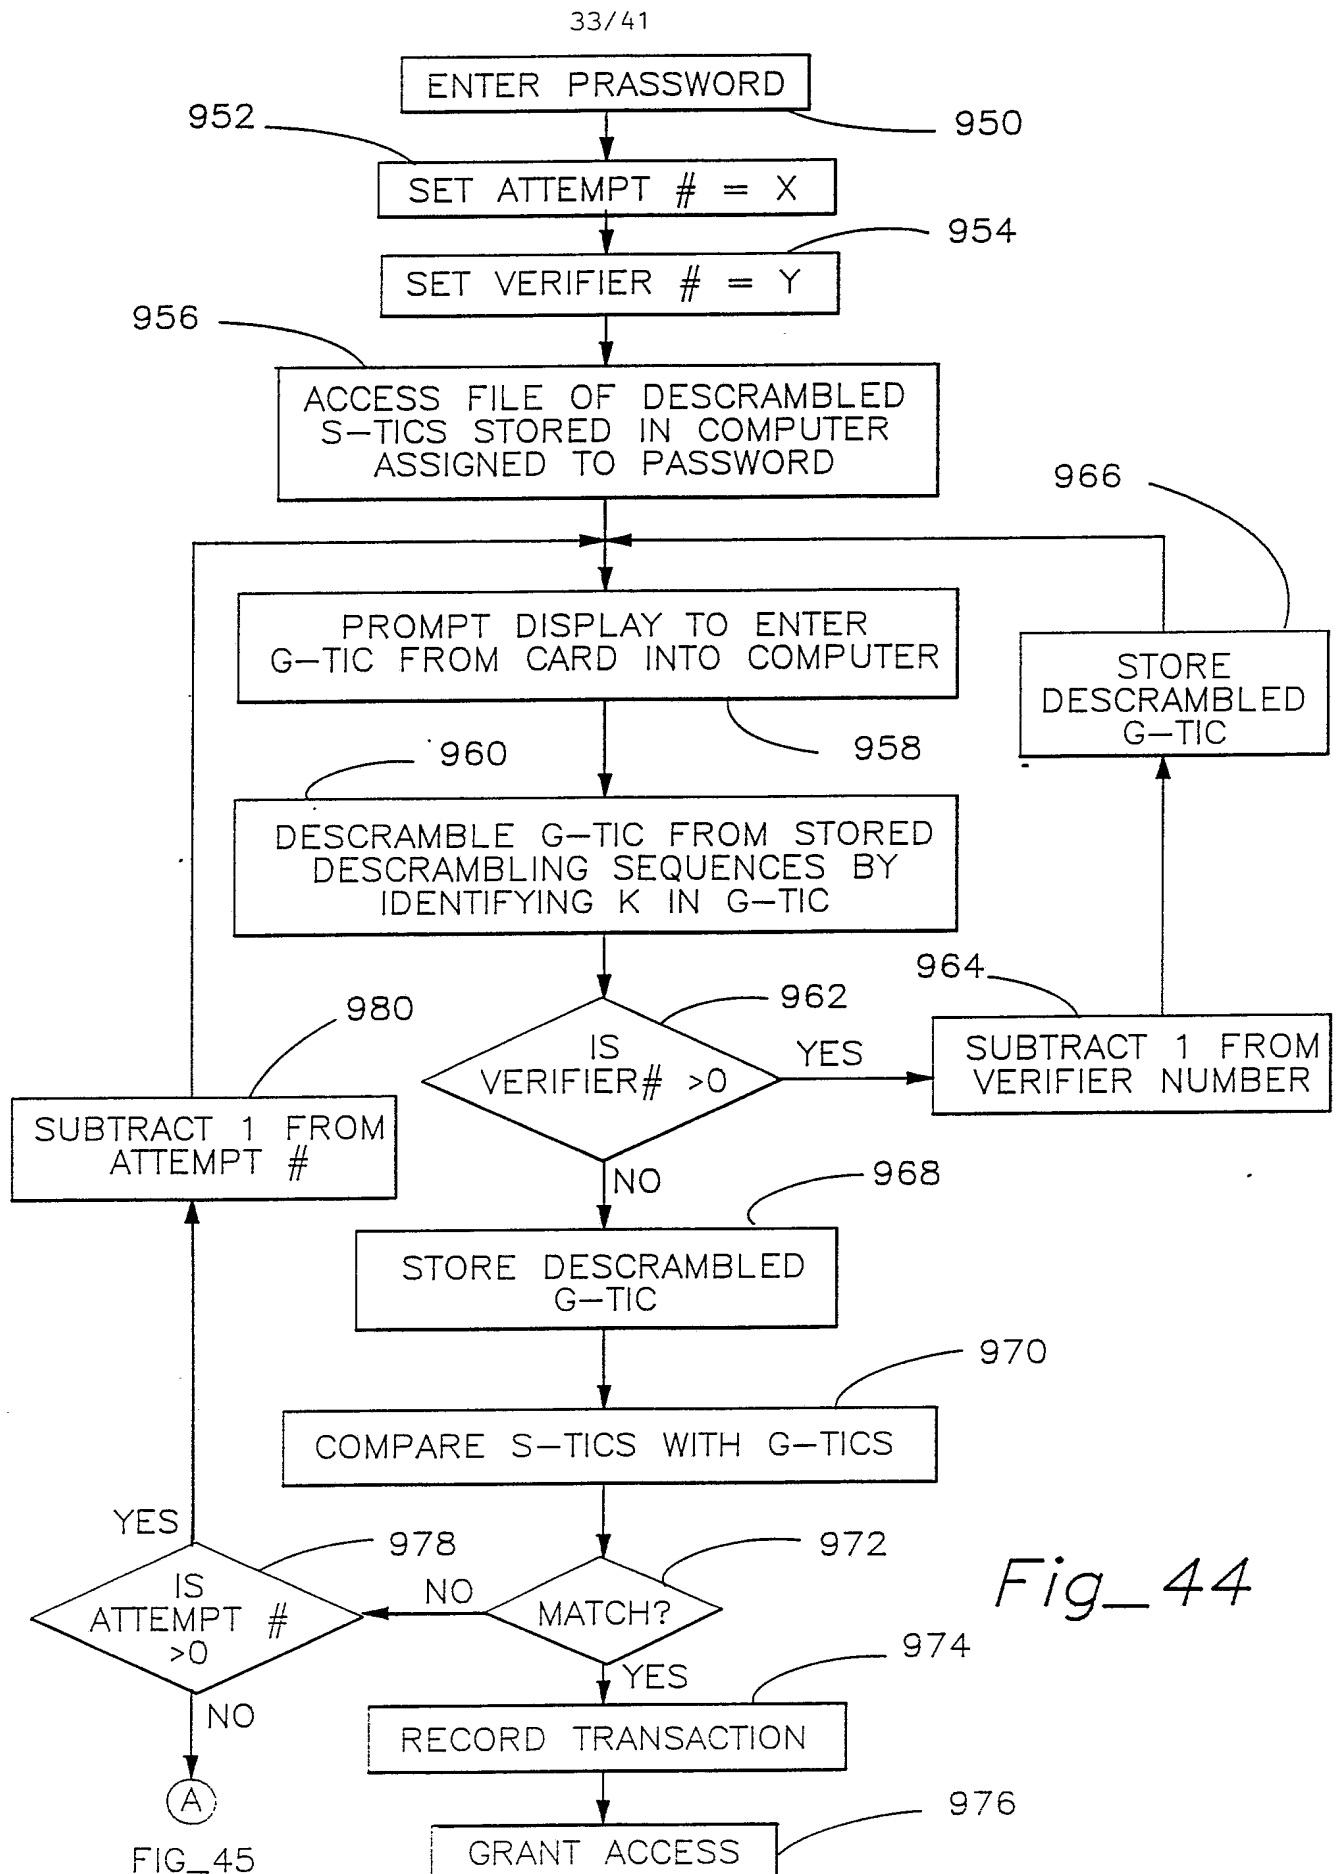 33/41
ENTER PRASSWORD
950
952
SET ATTEMPT # = X
954
SET VERIFIER # = Y
956
ACCESS FILE OF DESCRAMBLED
S-TICS STORED IN COMPUTER
ASSIGNED TO PASSWORD
966
PROMPT DISPLAY TO ENTER
G-TIC FROM CARD INTO COMPUTER
STORE
DESCRAMBLED
G-TIC
958
960
DESCRAMBLE G-TIC FROM STORED
DESCRAMBLING SEQUENCES BY
IDENTIFYING K IN G-TIC
964
962
IS
VERIFIER# >0
YES
SUBTRACT 1 FROM
VERIFIER NUMBER
980
SUBTRACT 1 FROM
ATTEMPT #
NO
968
STORE DESCRAMBLED
G-TIC
970
COMPARE S-TICS WITH G-TICS
YES
978
IS
ATTEMPT #
>0
NO
972
MATCH?
Fig_44
YES
974
NO
RECORD TRANSACTION
A
FIG_45
976
GRANT ACCESS